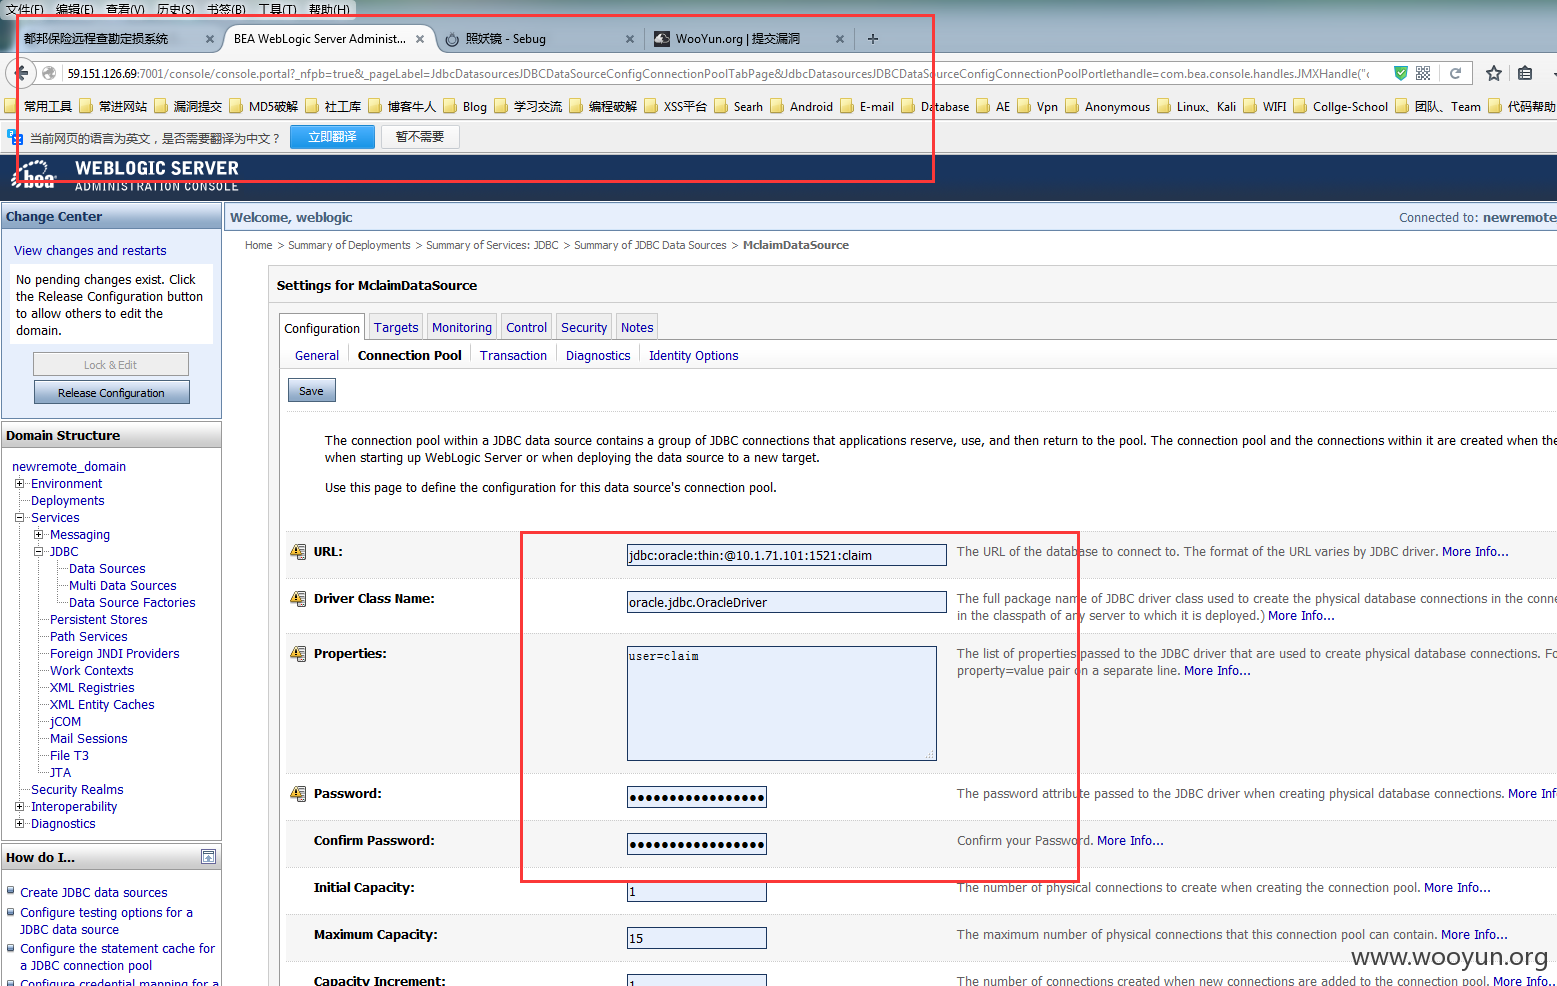 文件(F) 编辑(E) 查看(V) 历史(S) 书签(B) 工具(T) 帮助(H)
都邦保险远程查勘定损系统 × BEA WebLogic Server Administ... × 照妖镜 - Sebug × WooYun.org | 提交漏洞 × +
59.151.126.69:7001/console/console.portal?_nfpb=true&_pageLabel=JdbcDatasourcesJDBCDataSourceConfigConnectionPoolTabPage&JdbcDatasourcesJDBCDataSourceConfigConnectionPoolPortlethandle=com.bea.console.handles.JMXHandle("c
常用工具 常进网站 漏洞提交 MD5破解 社工库 博客牛人 Blog 学习交流 编程破解 XSS平台 Searh Android E-mail Database AE Vpn Anonymous Linux、Kali WIFI Collge-School 团队、Team 代码帮助
当前网页的语言为英文，是否需要翻译为中文？ 立即翻译 暂不需要
bea WEBLOGIC SERVER
ADMINISTRATION CONSOLE
Change Center
View changes and restarts
No pending changes exist. Click
the Release Configuration button
to allow others to edit the
domain.
Lock & Edit
Release Configuration
Domain Structure
newremote_domain
Environment
Deployments
Services
Messaging
JDBC
Data Sources
Multi Data Sources
Data Source Factories
Persistent Stores
Path Services
Foreign JNDI Providers
Work Contexts
XML Registries
XML Entity Caches
jCOM
Mail Sessions
File T3
JTA
Security Realms
Interoperability
Diagnostics
How do I...
Create JDBC data sources
Configure testing options for a
JDBC data source
Configure the statement cache for
a JDBC connection pool
Configure credential mapping for a
Welcome, weblogic Connected to: newremote
Home > Summary of Deployments > Summary of Services: JDBC > Summary of JDBC Data Sources > MclaimDataSource
Settings for MclaimDataSource
Configuration Targets Monitoring Control Security Notes
General Connection Pool Transaction Diagnostics Identity Options
Save
The connection pool within a JDBC data source contains a group of JDBC connections that applications reserve, use, and then return to the pool. The connection pool and the connections within it are created when the
when starting up WebLogic Server or when deploying the data source to a new target.
Use this page to define the configuration for this data source's connection pool.
URL: jdbc:oracle:thin:@10.1.71.101:1521:claim The URL of the database to connect to. The format of the URL varies by JDBC driver. More Info...
Driver Class Name: oracle.jdbc.OracleDriver The full package name of JDBC driver class used to create the physical database connections in the conne
in the classpath of any server to which it is deployed.) More Info...
Properties: user=claim The list of properties passed to the JDBC driver that are used to create physical database connections. Fo
property=value pair on a separate line. More Info...
Password: ●●●●●●●●●●●●●●●●● The password attribute passed to the JDBC driver when creating physical database connections. More Inf
Confirm Password: ●●●●●●●●●●●●●●●●● Confirm your Password. More Info...
Initial Capacity: 1 The number of physical connections to create when creating the connection pool. More Info...
Maximum Capacity: 15 The maximum number of physical connections that this connection pool can contain. More Info...
Capacity Increment: 1 The number of connections created when new connections are added to the connection pool. More Info...
www.wooyun.org